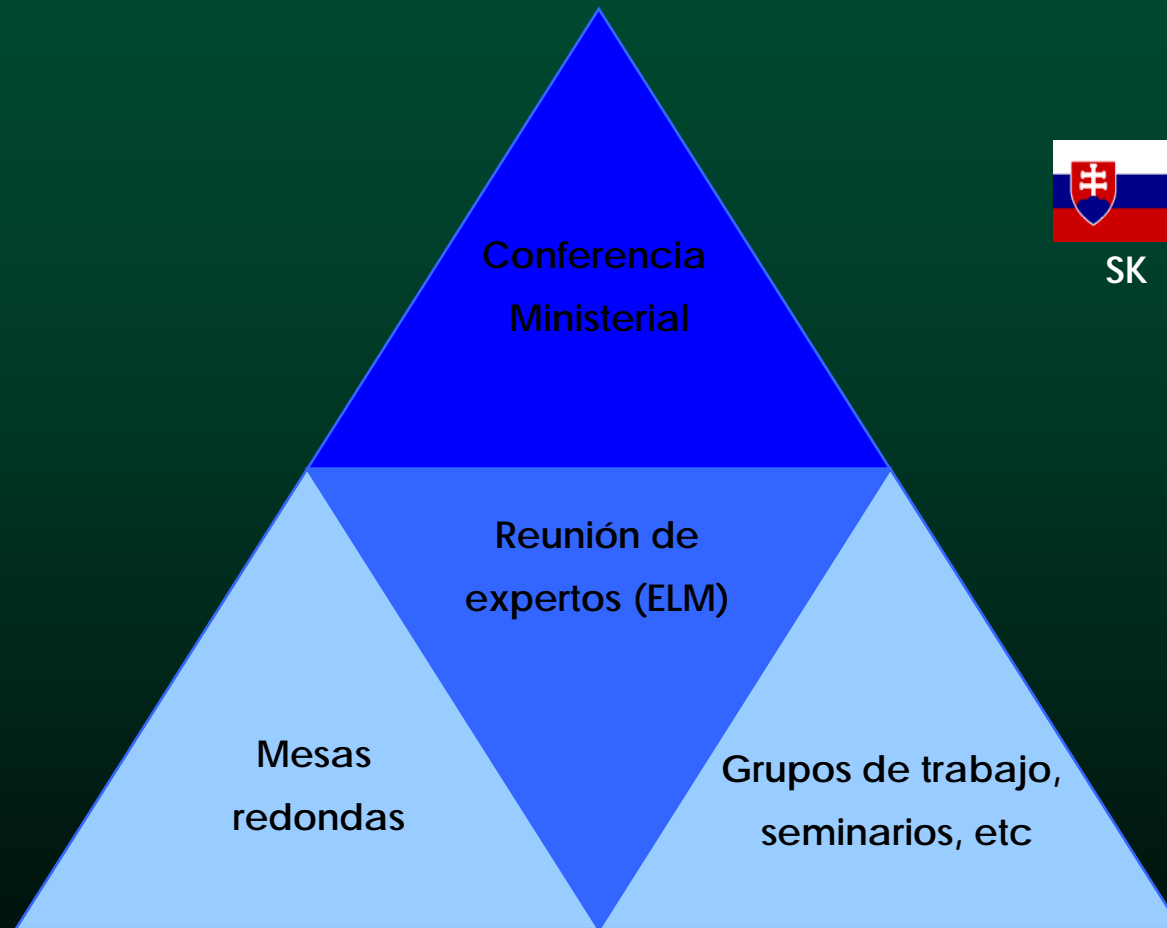 Conferencia
Ministerial
SK
Reunión de
expertos (ELM)
Mesas
redondas
Grupos de trabajo,
seminarios, etc